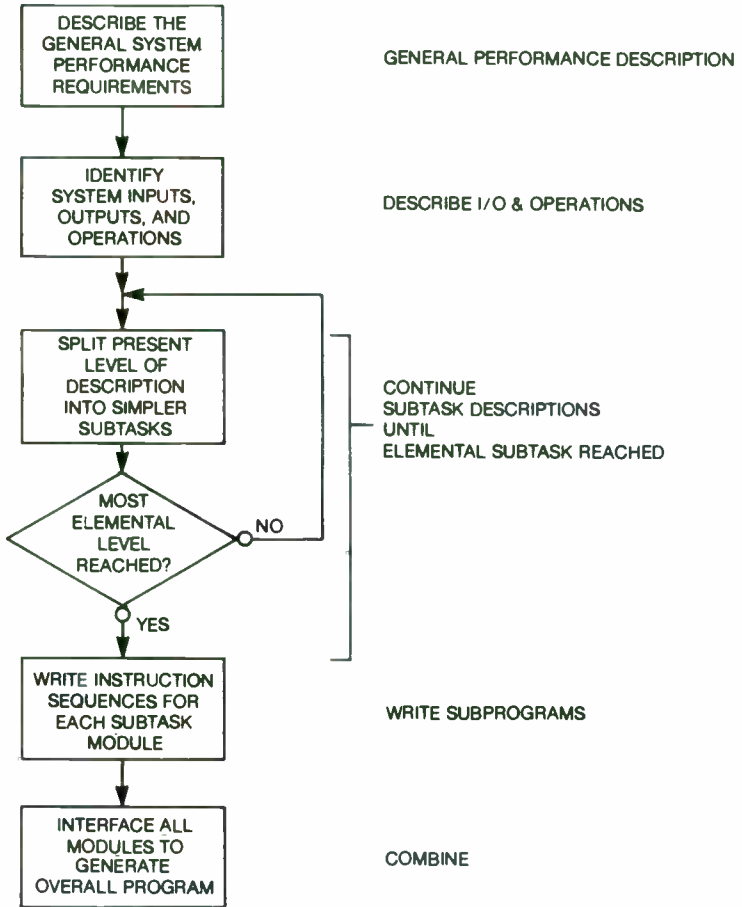 DESCRIBE THE
GENERAL SYSTEM
PERFORMANCE
REQUIREMENTS
GENERAL PERFORMANCE DESCRIPTION
IDENTIFY
SYSTEM INPUTS,
OUTPUTS, AND
OPERATIONS
DESCRIBE I/O & OPERATIONS
SPLIT PRESENT
LEVEL OF
DESCRIPTION
INTO SIMPLER
SUBTASKS
CONTINUE
SUBTASK DESCRIPTIONS
UNTIL
ELEMENTAL SUBTASK REACHED
MOST
ELEMENTAL
LEVEL
REACHED?
NO
YES
WRITE INSTRUCTION
SEQUENCES FOR
EACH SUBTASK
MODULE
WRITE SUBPROGRAMS
INTERFACE ALL
MODULES TO
GENERATE
OVERALL PROGRAM
COMBINE